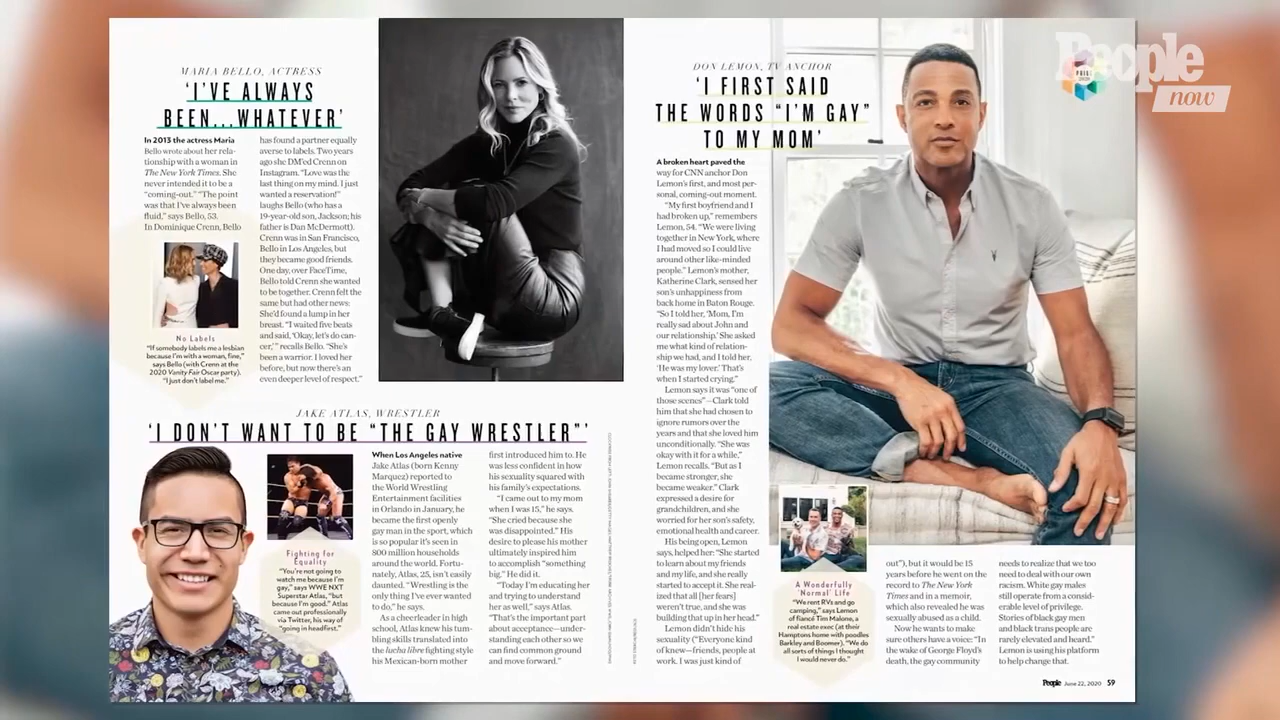 People
now
PRIDE
2020
MARIA BELLO, ACTRESS
'I'VE ALWAYS
BEEN...WHATEVER'
In 2013 the actress Maria
Bello wrote about her rela-
tionship with a woman in
The New York Times. She
never intended it to be a
"coming-out." "The point
was that I've always been
fluid," says Bello, 53.
In Dominique Crenn, Bello
has found a partner equally
averse to labels. Two years
ago she DM'ed Crenn on
Instagram. "Love was the
last thing on my mind. I just
wanted a reservation!"
laughs Bello (who has a
19-year-old son, Jackson; his
father is Dan McDermott).
Crenn was in San Francisco,
Bello in Los Angeles, but
they became good friends.
One day, over FaceTime,
Bello told Crenn she wanted
to be together. Crenn felt the
same but had other news:
She'd found a lump in her
breast. "I waited five beats
and said, 'Okay, let's do can-
cer,'" recalls Bello. "She's
been a warrior. I loved her
before, but now there's an
even deeper level of respect."
No Labels
"If somebody labels me a lesbian
because I'm with a woman, fine,"
says Bello (with Crenn at the
2020 Vanity Fair Oscar party).
"I just don't label me."
JAKE ATLAS, WRESTLER
'I DON'T WANT TO BE "THE GAY WRESTLER"'
Fighting for
Equality
"You're not going to
watch me because I'm
gay," says WWE NXT
Superstar Atlas, "but
because I'm good." Atlas
came out professionally
via Twitter, his way of
"going in headfirst."
When Los Angeles native
Jake Atlas (born Kenny
Marquez) reported to
the World Wrestling
Entertainment facilities
in Orlando in January, he
became the first openly
gay man in the sport, which
is so popular it's seen in
800 million households
around the world. Fortu-
nately, Atlas, 25, isn't easily
daunted. "Wrestling is the
only thing I've ever wanted
to do," he says.
As a cheerleader in high
school, Atlas knew his tum-
bling skills translated into
the lucha libre fighting style
his Mexican-born mother
first introduced him to. He
was less confident in how
his sexuality squared with
his family's expectations.
"I came out to my mom
when I was 15," he says.
"She cried because she
was disappointed." His
desire to please his mother
ultimately inspired him
to accomplish "something
big." He did it.
"Today I'm educating her
and trying to understand
her as well," says Atlas.
"That's the important part
about acceptance—under-
standing each other so we
can find common ground
and move forward."
DON LEMON, TV ANCHOR
'I FIRST SAID
THE WORDS "I'M GAY"
TO MY MOM'
A broken heart paved the
way for CNN anchor Don
Lemon's first, and most per-
sonal, coming-out moment.
"My first boyfriend and I
had broken up," remembers
Lemon, 54. "We were living
together in New York, where
I had moved so I could live
around other like-minded
people." Lemon's mother,
Katherine Clark, sensed her
son's unhappiness from
back home in Baton Rouge.
"So I told her, 'Mom, I'm
really sad about John and
our relationship.' She asked
me what kind of relation-
ship we had, and I told her,
'He was my lover.' That's
when I started crying."
Lemon says it was "one of
those scenes"—Clark told
him that she had chosen to
ignore rumors over the
years and that she loved him
unconditionally. "She was
okay with it for a while,"
Lemon recalls. "But as I
became stronger, she
became weaker." Clark
expressed a desire for
grandchildren, and she
worried for her son's safety,
emotional health and career.
His being open, Lemon
says, helped her: "She started
to learn about my friends
and my life, and she really
started to accept it. She real-
ized that all [her fears]
weren't true, and she was
building that up in her head."
Lemon didn't hide his
sexuality ("Everyone kind
of knew—friends, people at
work. I was just kind of
A Wonderfully
'Normal' Life
"We rent RVs and go
camping," says Lemon
of fiancé Tim Malone, a
real estate exec (at their
Hamptons home with poodles
Barkley and Boomer). "We do
all sorts of things I thought
I would never do."
out"), but it would be 15
years before he went on the
record to The New York
Times and in a memoir,
which also revealed he was
sexually abused as a child.
Now he wants to make
sure others have a voice: "In
the wake of George Floyd's
death, the gay community
needs to realize that we too
need to deal with our own
racism. White gay males
still operate from a consid-
erable level of privilege.
Stories of black gay men
and black trans people are
rarely elevated and heard."
Lemon is using his platform
to help change that.
People June 22, 2020 59